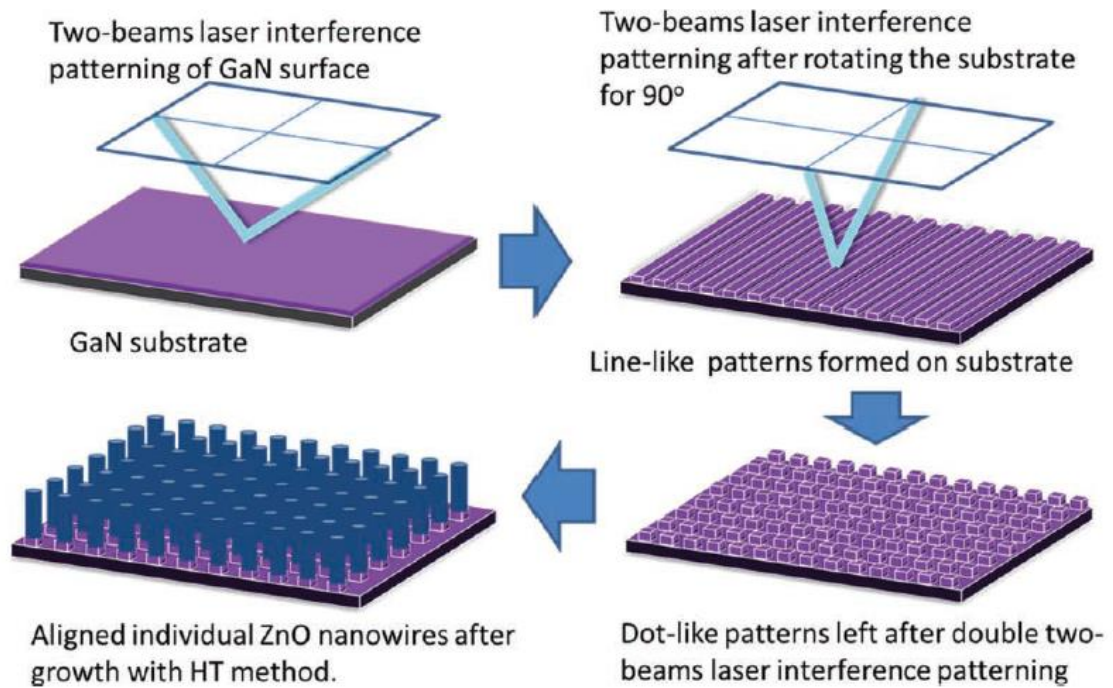 Two-beams laser interference
patterning of GaN surface
Two-beams laser interference
patterning after rotating the substrate
for 90°
GaN substrate
Line-like patterns formed on substrate
Aligned individual ZnO nanowires after
growth with HT method.
Dot-like patterns left after double two-
beams laser interference patterning